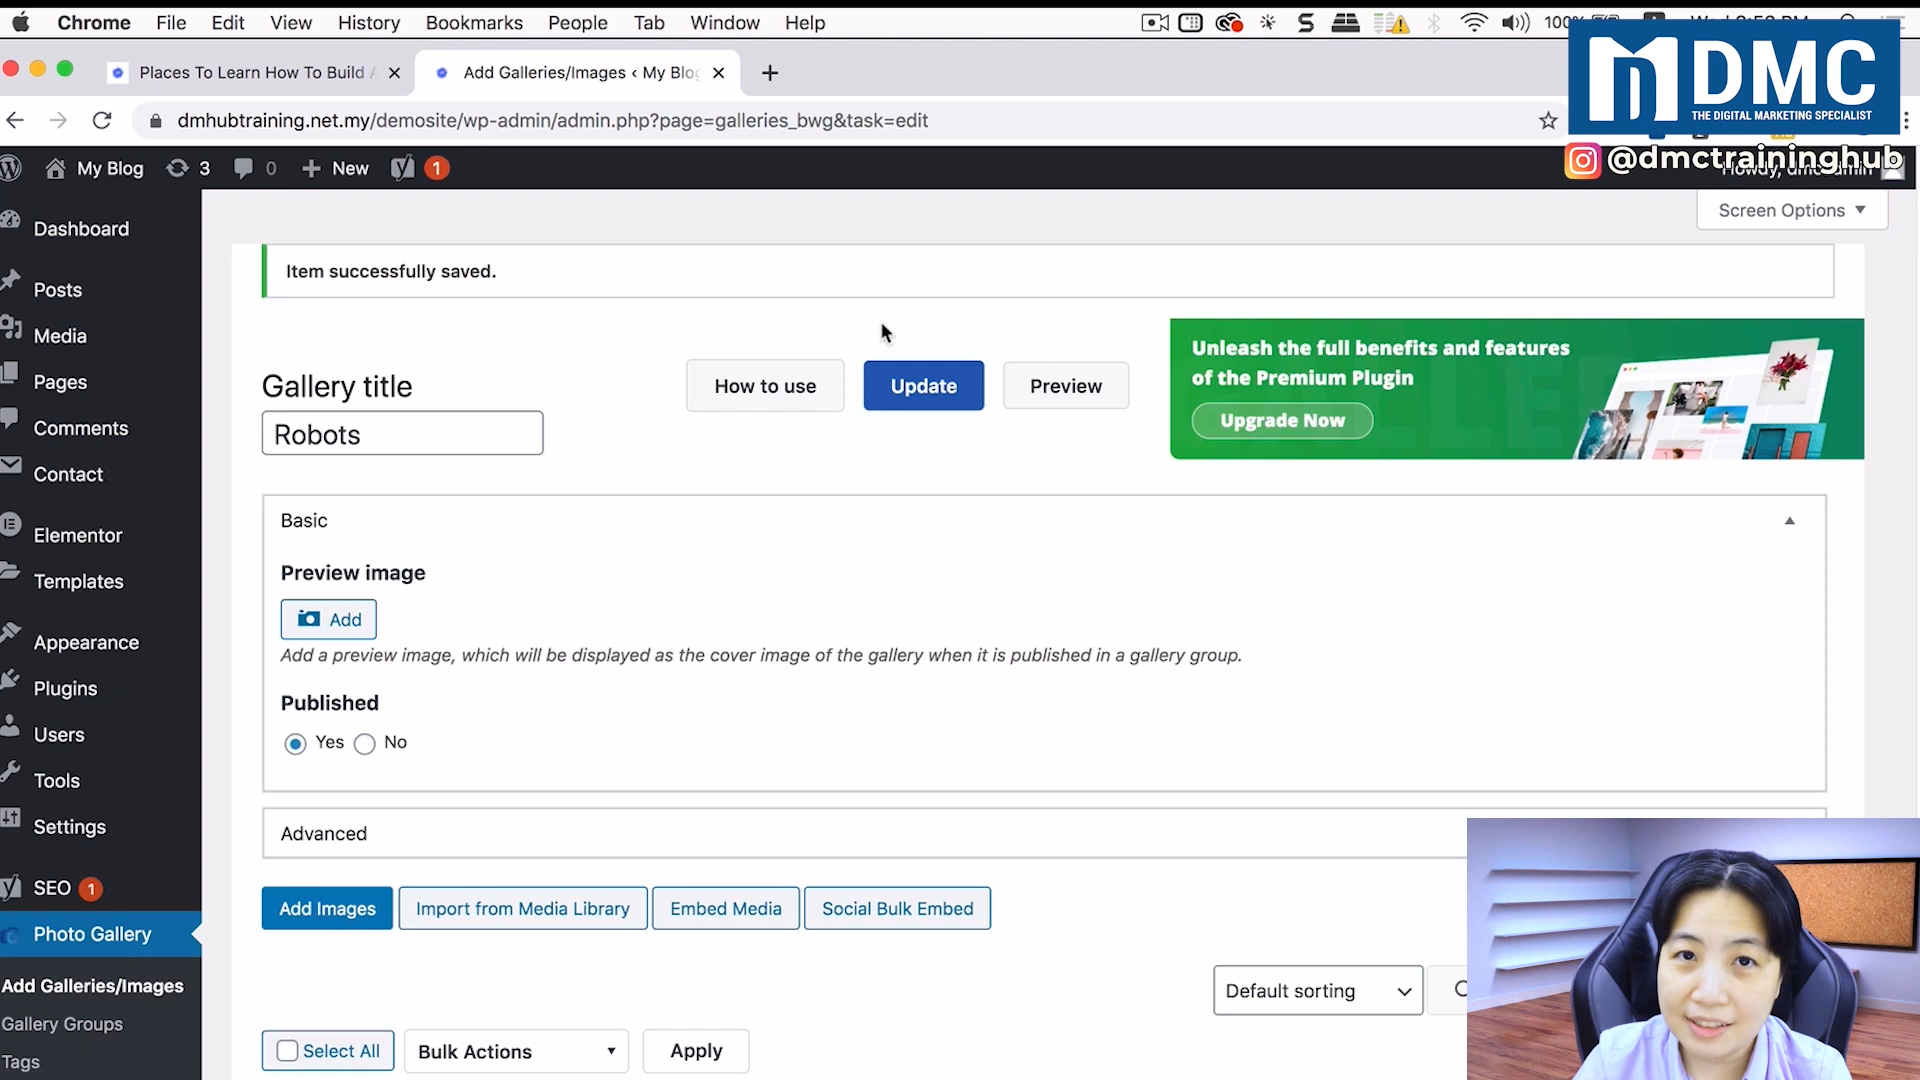 Chrome File Edit View History Bookmarks People Tab Window Help
100%
Places To Learn How To Build
Add Galleries/Images ‹ My Blog
dmhubtraining.net.my/demosite/wp-admin/admin.php?page=galleries_bwg&task=edit
DMC
THE DIGITAL MARKETING SPECIALIST
@dmctraininghub
My Blog 3 0 New 1
Howdy, dmc-admin
Screen Options
Dashboard
Posts
Media
Pages
Comments
Contact
Elementor
Templates
Appearance
Plugins
Users
Tools
Settings
SEO 1
Photo Gallery
Add Galleries/Images
Gallery Groups
Tags
Item successfully saved.
Gallery title
Robots
How to use
Update
Preview
Unleash the full benefits and features
of the Premium Plugin
Upgrade Now
Basic
Preview image
Add
Add a preview image, which will be displayed as the cover image of the gallery when it is published in a gallery group.
Published
Yes No
Advanced
Add Images Import from Media Library Embed Media Social Bulk Embed
Default sorting
Select All Bulk Actions Apply